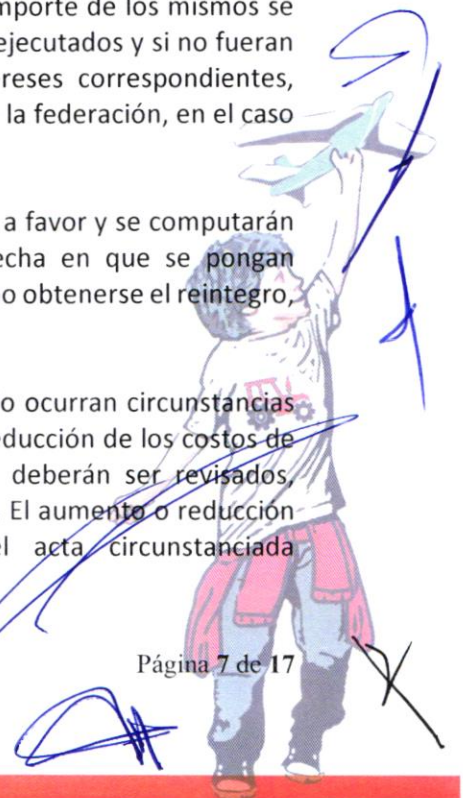 mporte de los mismos se
ejecutados y si no fueran
reses correspondientes,
la federación, en el caso
a favor y se computarán
echa en que se pongan
o obtenerse el reintegro,
o ocurran circunstancias
educción de los costos de
deberán ser revisados,
El aumento o reducción
el acta circunstanciada
Página 7 de 17